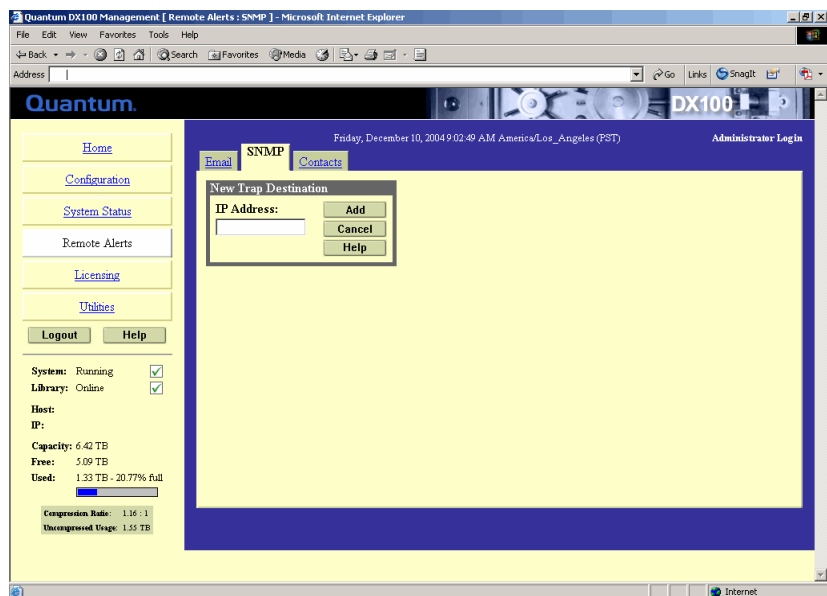 Quantum DX100 Management [ Remote Alerts : SNMP ] - Microsoft Internet Explorer
File Edit View Favorites Tools Help
Back Search Favorites Media
Address Go Links SnagIt
Quantum. DX100
Friday, December 10, 2004 9:02:49 AM America/Los_Angeles (PST) Administrator Login
Home
Configuration
System Status
Remote Alerts
Licensing
Utilities
Logout Help
System: Running
Library: Online
Host:
IP:
Capacity: 6.42 TB
Free: 5.09 TB
Used: 1.33 TB - 20.77% full
Compression Ratio: 1.16 : 1
Uncompressed Usage: 1.55 TB
Email SNMP Contacts
New Trap Destination
IP Address: Add
Cancel
Help
Internet